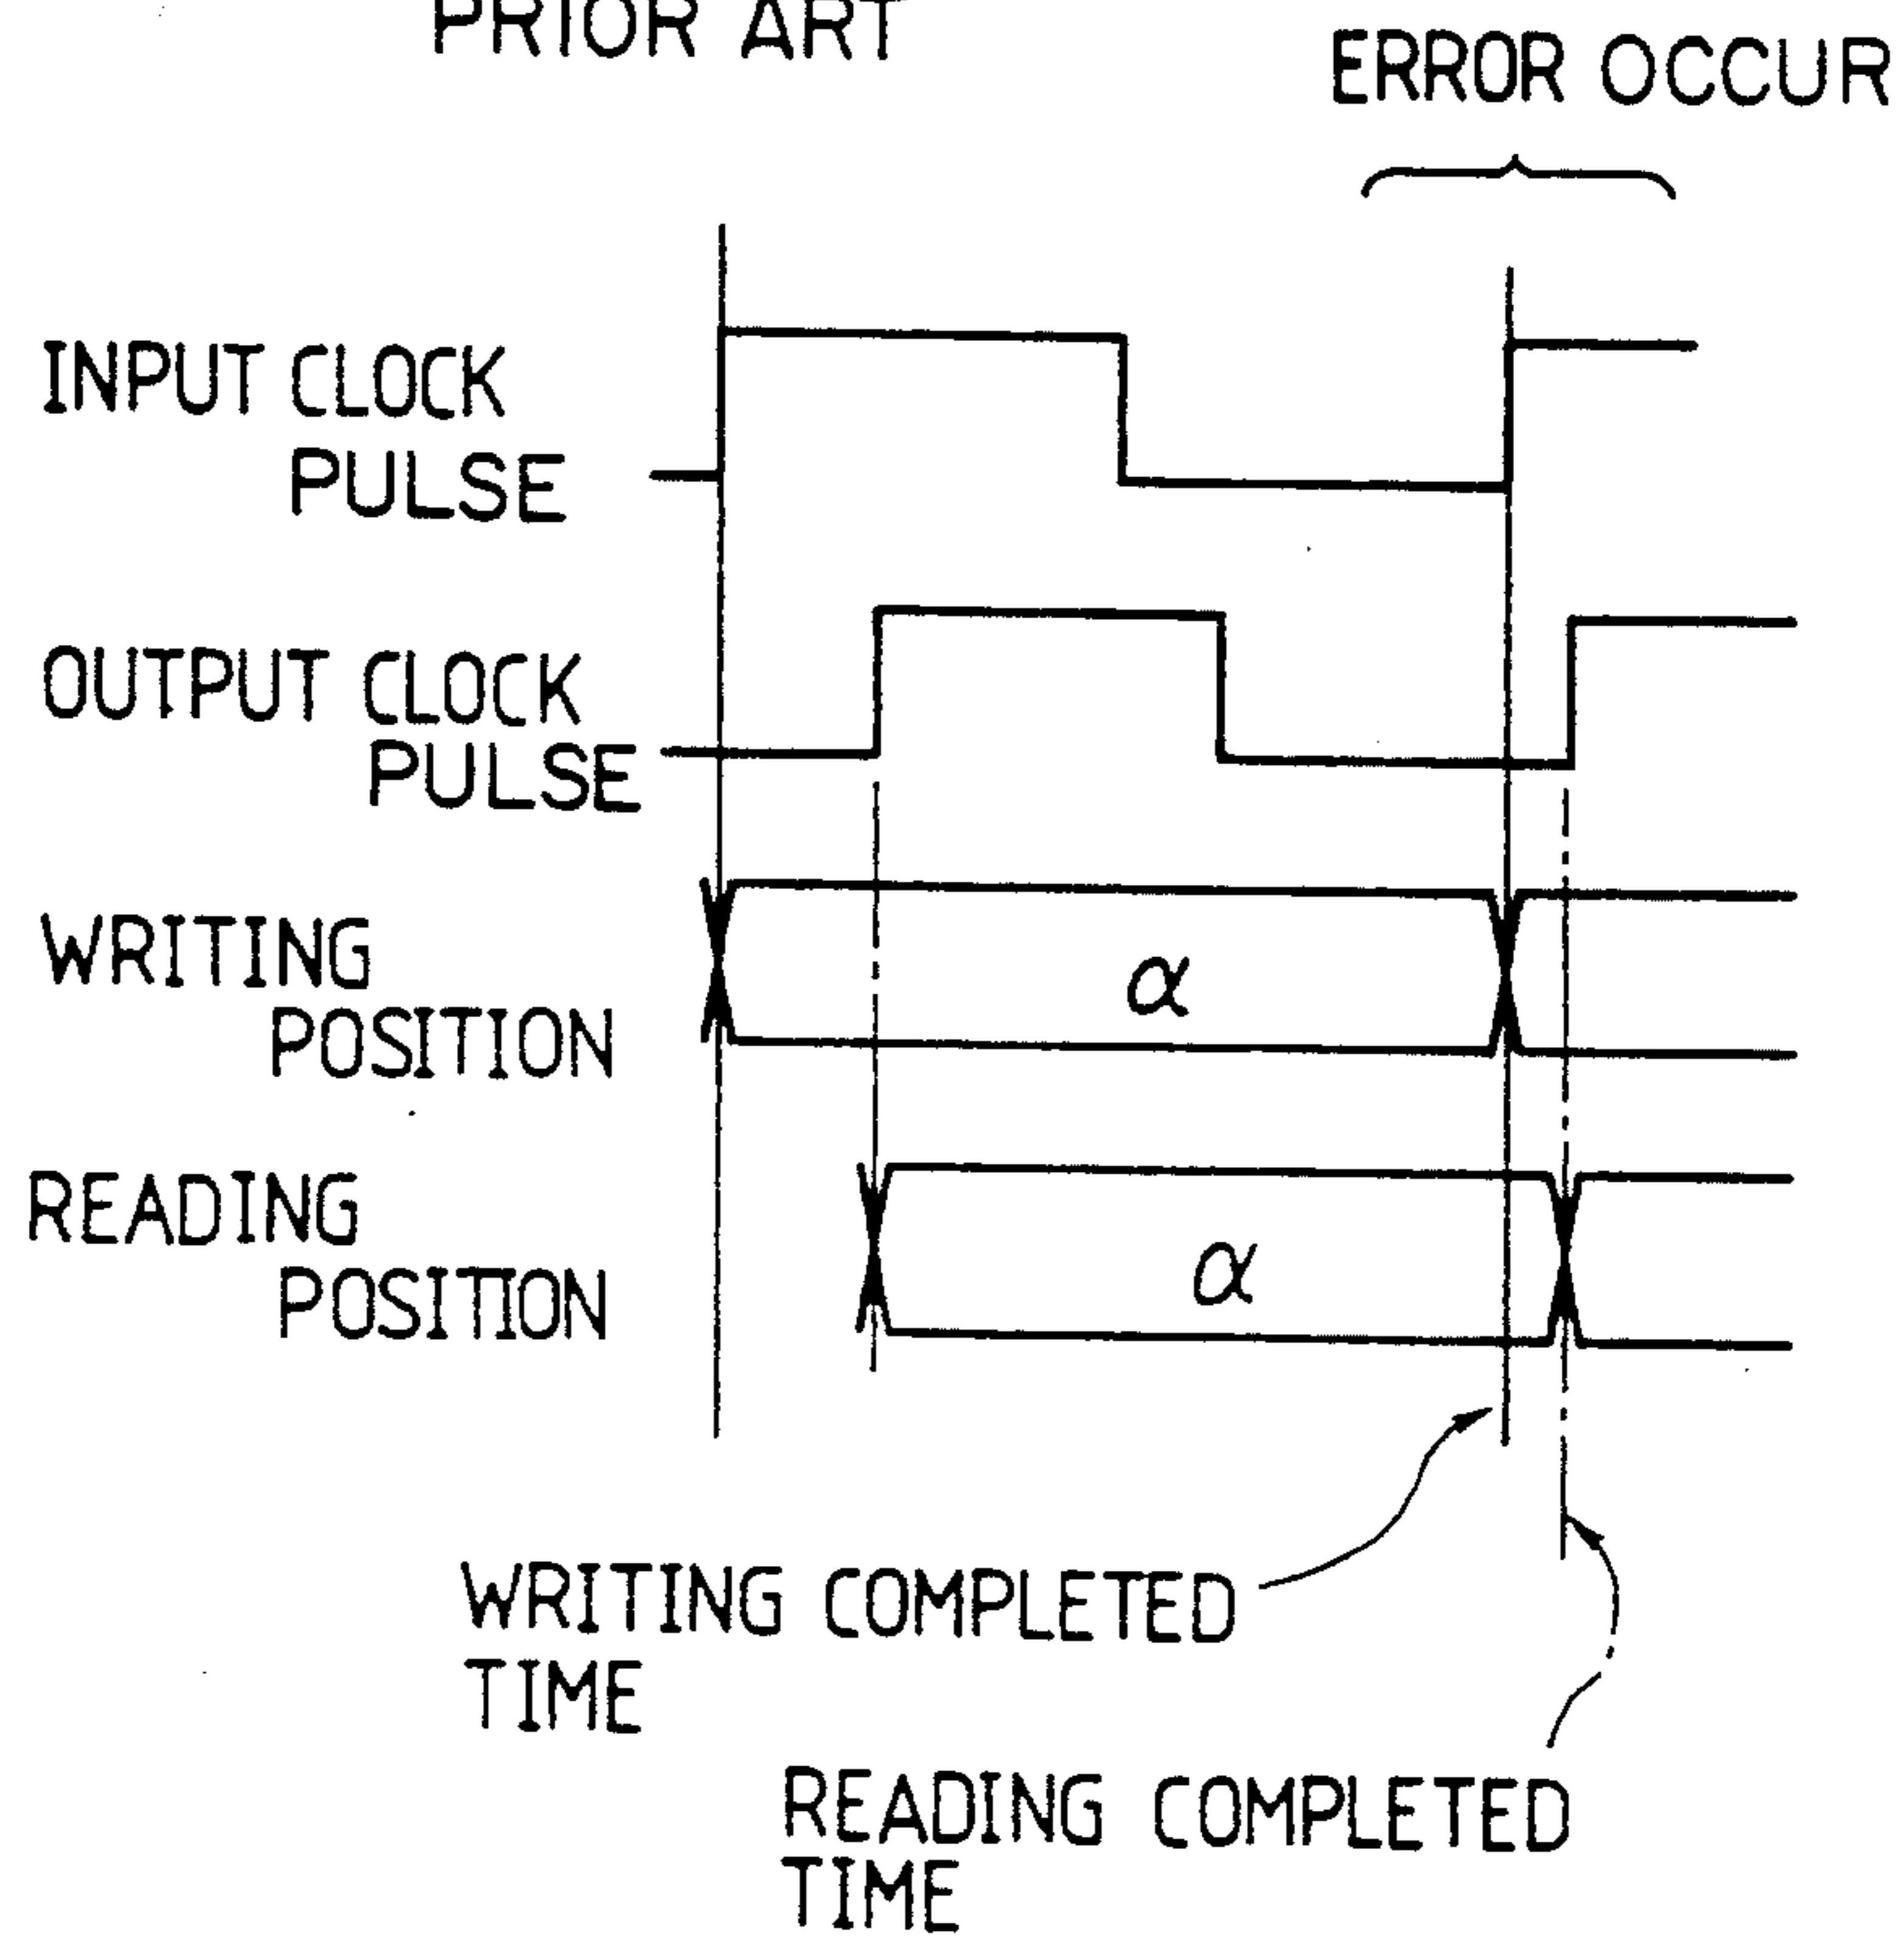 PRIOR ART
ERROR OCCUR
INPUT CLOCK
PULSE
OUTPUT CLOCK
PULSE
WRITING
POSITION
α
READING
POSITION
α
WRITING COMPLETED
TIME
READING COMPLETED
TIME